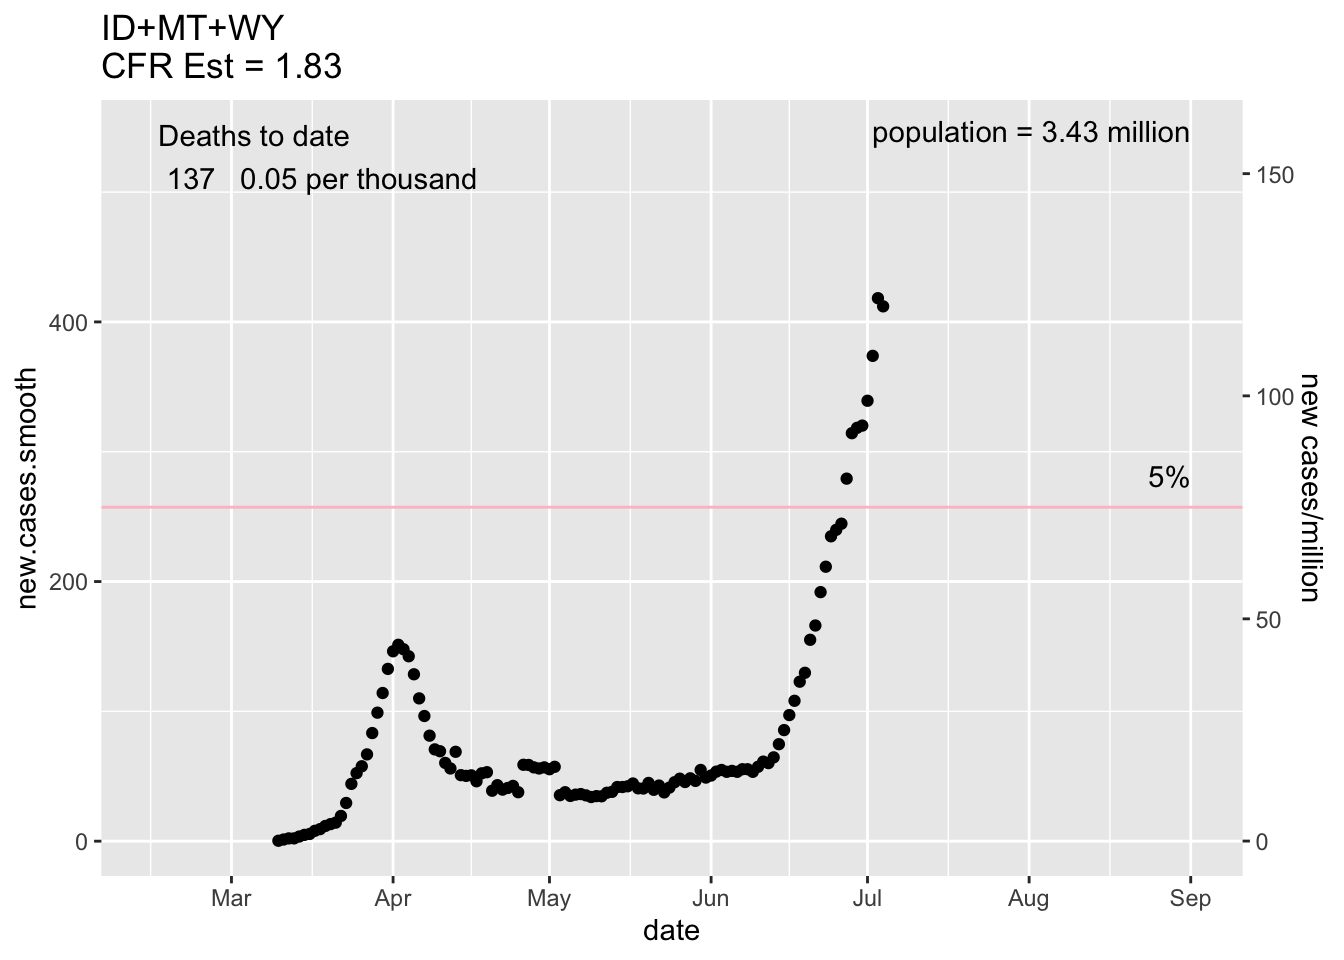 ID+MT+WY
CFR Est = 1.83
Deaths to date
137 0.05 per thousand
population = 3.43 million
5%
new.cases.smooth
400
200
0
150
100
50
0
new cases/million
Mar Apr May Jun Jul Aug Sep
date